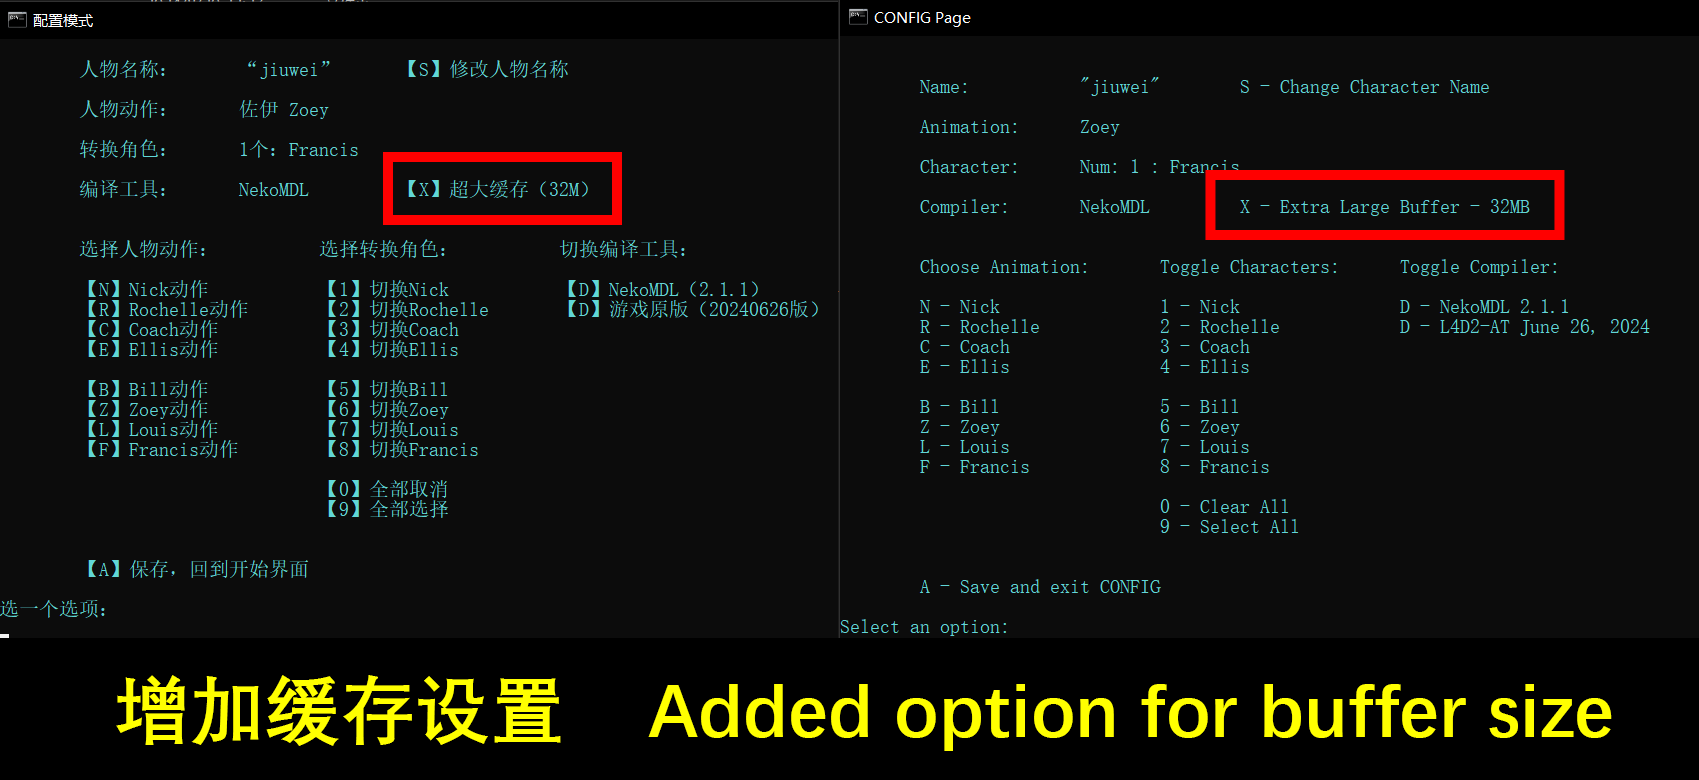 配置模式
人物名称： “jiuwei” 【S】修改人物名称
人物动作： 佐伊 Zoey
转换角色： 1个：Francis
编译工具： NekoMDL 【X】超大缓存（32M）
选择人物动作： 选择转换角色： 切换编译工具：
【N】Nick动作 【1】切换Nick 【D】NekoMDL（2.1.1）
【R】Rochelle动作 【2】切换Rochelle 【D】游戏原版（20240626版）
【C】Coach动作 【3】切换Coach
【E】Ellis动作 【4】切换Ellis
【B】Bill动作 【5】切换Bill
【Z】Zoey动作 【6】切换Zoey
【L】Louis动作 【7】切换Louis
【F】Francis动作 【8】切换Francis
【0】全部取消
【9】全部选择
【A】保存，回到开始界面
选一个选项：
CONFIG Page
Name: "jiuwei" S - Change Character Name
Animation: Zoey
Character: Num: 1 : Francis
Compiler: NekoMDL X - Extra Large Buffer - 32MB
Choose Animation: Toggle Characters: Toggle Compiler:
N - Nick 1 - Nick D - NekoMDL 2.1.1
R - Rochelle 2 - Rochelle D - L4D2-AT June 26, 2024
C - Coach 3 - Coach
E - Ellis 4 - Ellis
B - Bill 5 - Bill
Z - Zoey 6 - Zoey
L - Louis 7 - Louis
F - Francis 8 - Francis
0 - Clear All
9 - Select All
A - Save and exit CONFIG
Select an option:
增加缓存设置 Added option for buffer size